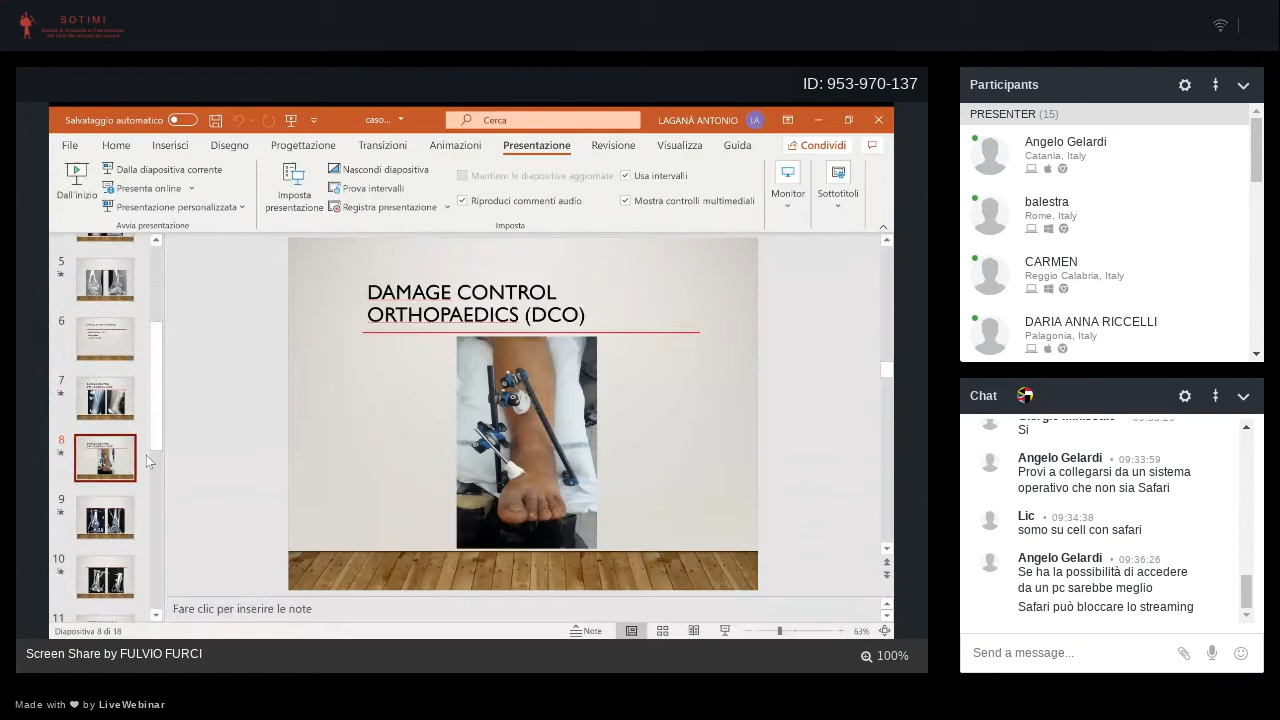 SOTIMI
ID: 953-970-137
Salvataggio automatico
caso...
Cerca
LAGANÀ ANTONIO
LA
File Home Inserisci Disegno Progettazione Transizioni Animazioni Presentazione Revisione Visualizza Guida
Condividi
Dall'inizio
Dalla diapositiva corrente
Presenta online
Presentazione personalizzata
Avvia presentazione
Imposta presentazione
Nascondi diapositiva
Prova intervalli
Registra presentazione
Mantieni le diapositive aggiornate
Riproduci commenti audio
Usa intervalli
Mostra controlli multimediali
Imposta
Monitor
Sottotitoli
5
6
7
8
9
10
11
DAMAGE CONTROL
ORTHOPAEDICS (DCO)
Fare clic per inserire le note
Diapositiva 8 di 18
Note
63%
Screen Share by FULVIO FURCI
100%
Made with by LiveWebinar
Participants
PRESENTER (15)
Angelo Gelardi
Catania, Italy
balestra
Rome, Italy
CARMEN
Reggio Calabria, Italy
DARIA ANNA RICCELLI
Palagonia, Italy
Chat
Si
Angelo Gelardi • 09:33:59
Provi a collegarsi da un sistema
operativo che non sia Safari
Lic • 09:34:38
somo su cell con safari
Angelo Gelardi • 09:36:26
Se ha la possibilità di accedere
da un pc sarebbe meglio
Safari può bloccare lo streaming
Send a message...